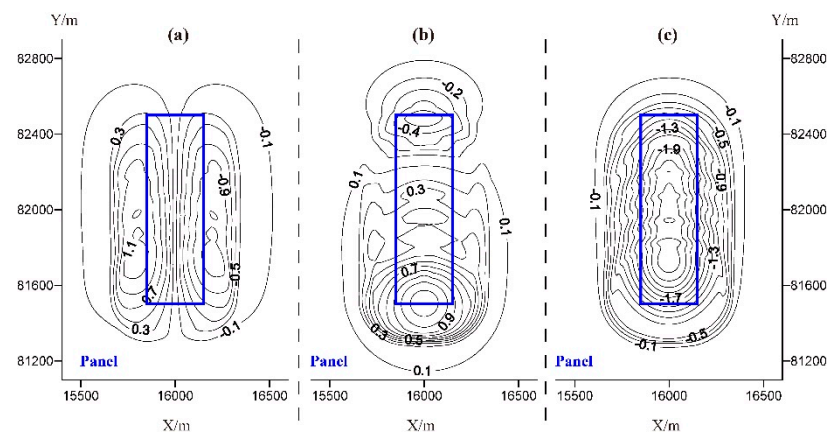 Y/m (a) (b) (c) Y/m
82800 82800
82400 82400
82000 82000
81600 81600
81200 81200
0.3 -0.1 -0.9 1.1 -0.5 0.7 0.3 -0.1
-0.2 -0.4 0.1 0.3 0.1 0.7 0.9 0.3 0.5 0.1
-0.1 -1.3 -0.5 -1.9 -0.9 -0.1 -1.3 -1.7 -0.5
Panel Panel Panel
15500 16000 16500 15500 16000 16500 15500 16000 16500
X/m X/m X/m